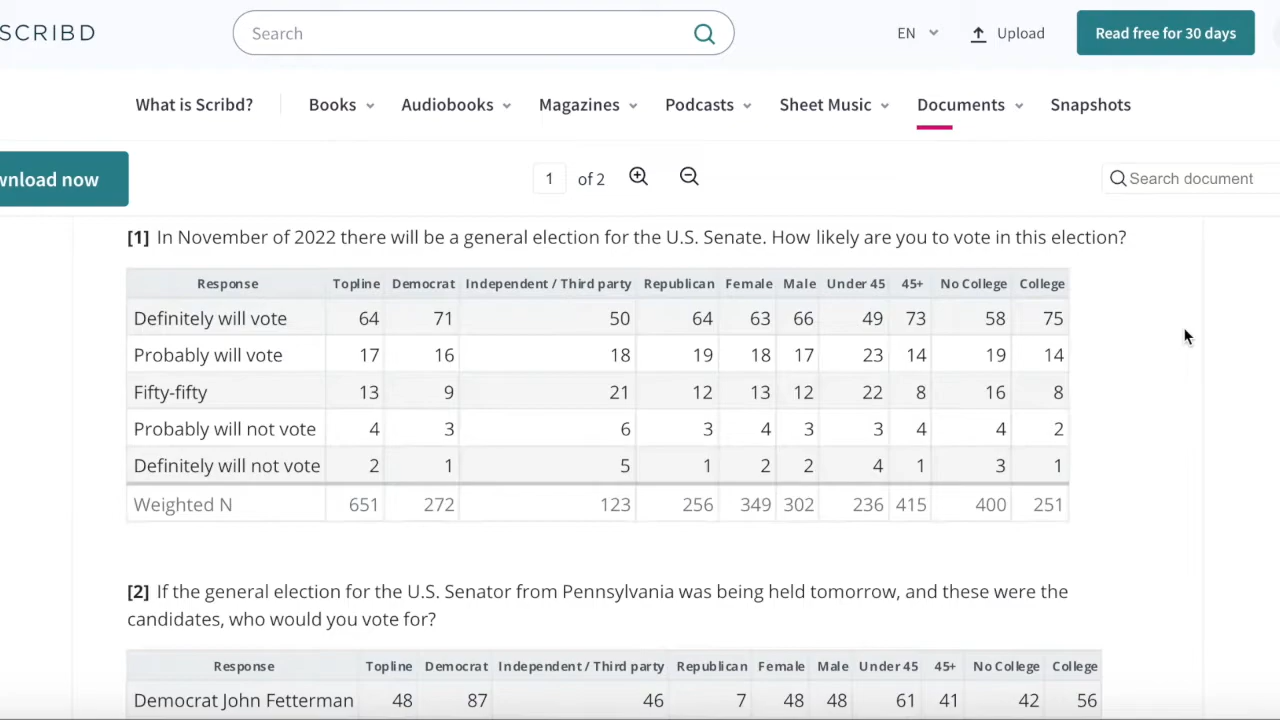 SCRIBD
Search
EN
Upload
Read free for 30 days
What is Scribd?
Books
Audiobooks
Magazines
Podcasts
Sheet Music
Documents
Snapshots
wnload now
1 of 2
Search document
[1] In November of 2022 there will be a general election for the U.S. Senate. How likely are you to vote in this election?
Response Topline Democrat Independent / Third party Republican Female Male Under 45 45+ No College College
Definitely will vote 64 71 50 64 63 66 49 73 58 75
Probably will vote 17 16 18 19 18 17 23 14 19 14
Fifty-fifty 13 9 21 12 13 12 22 8 16 8
Probably will not vote 4 3 6 3 4 3 3 4 4 2
Definitely will not vote 2 1 5 1 2 2 4 1 3 1
Weighted N 651 272 123 256 349 302 236 415 400 251
[2] If the general election for the U.S. Senator from Pennsylvania was being held tomorrow, and these were the
candidates, who would you vote for?
Response Topline Democrat Independent / Third party Republican Female Male Under 45 45+ No College College
Democrat John Fetterman 48 87 46 7 48 48 61 41 42 56